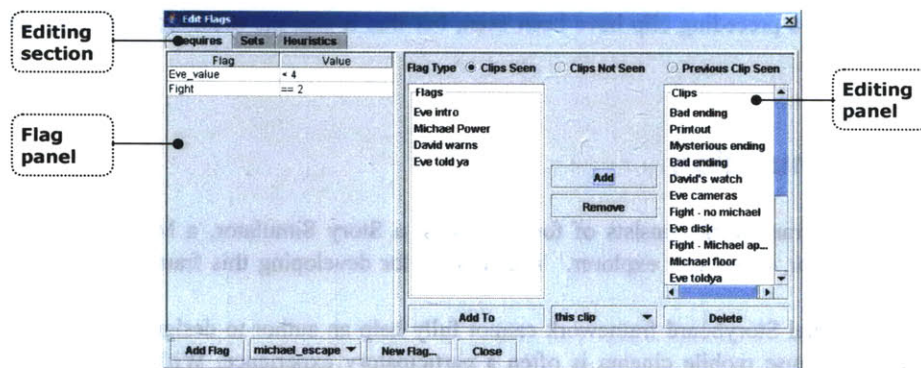 Edit Flags
Editing section
Requires Sets Heuristics
Flag Value
Eve_value < 4
Fight == 2
Flag panel
Flag Type Clips Seen Clips Not Seen Previous Clip Seen
Flags
Eve intro
Michael Power
David warns
Eve told ya
Add
Remove
Clips
Bad ending
Printout
Mysterious ending
Bad ending
David's watch
Eve cameras
Fight - no michael
Eve disk
Fight - Michael ap...
Michael floor
Eve toldya
Editing panel
Add To this clip Delete
Add Flag michael_escape New Flag... Close